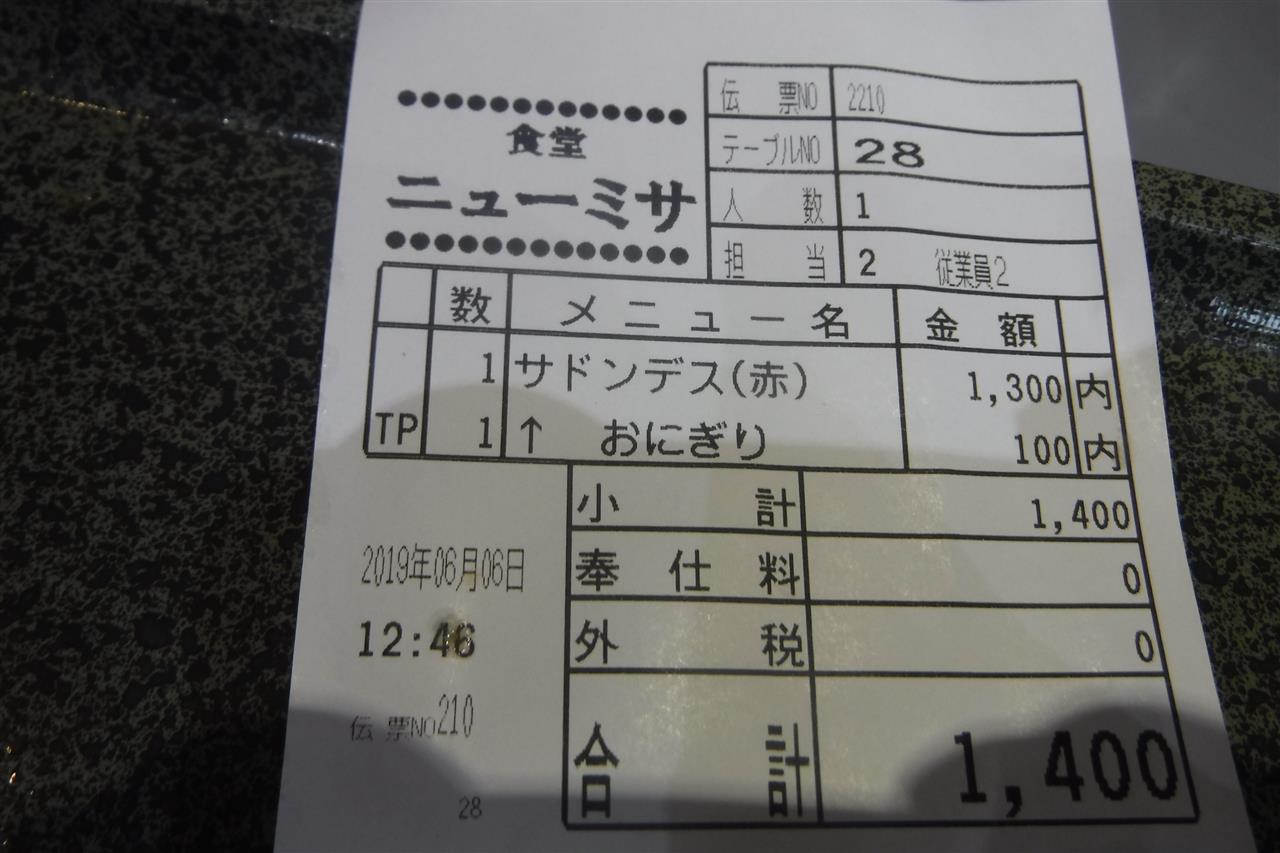 食堂
ニューミサ
伝票NO 2210
テーブルNO 28
人数 1
担当 2 従業員2
数 メニュー名 金額
1 サドンデス(赤) 1,300 内
TP 1 ↑ おにぎり 100 内
小計 1,400
奉仕料 0
外税 0
合計 1,400
2019年06月06日
12:46
伝票NO210
28